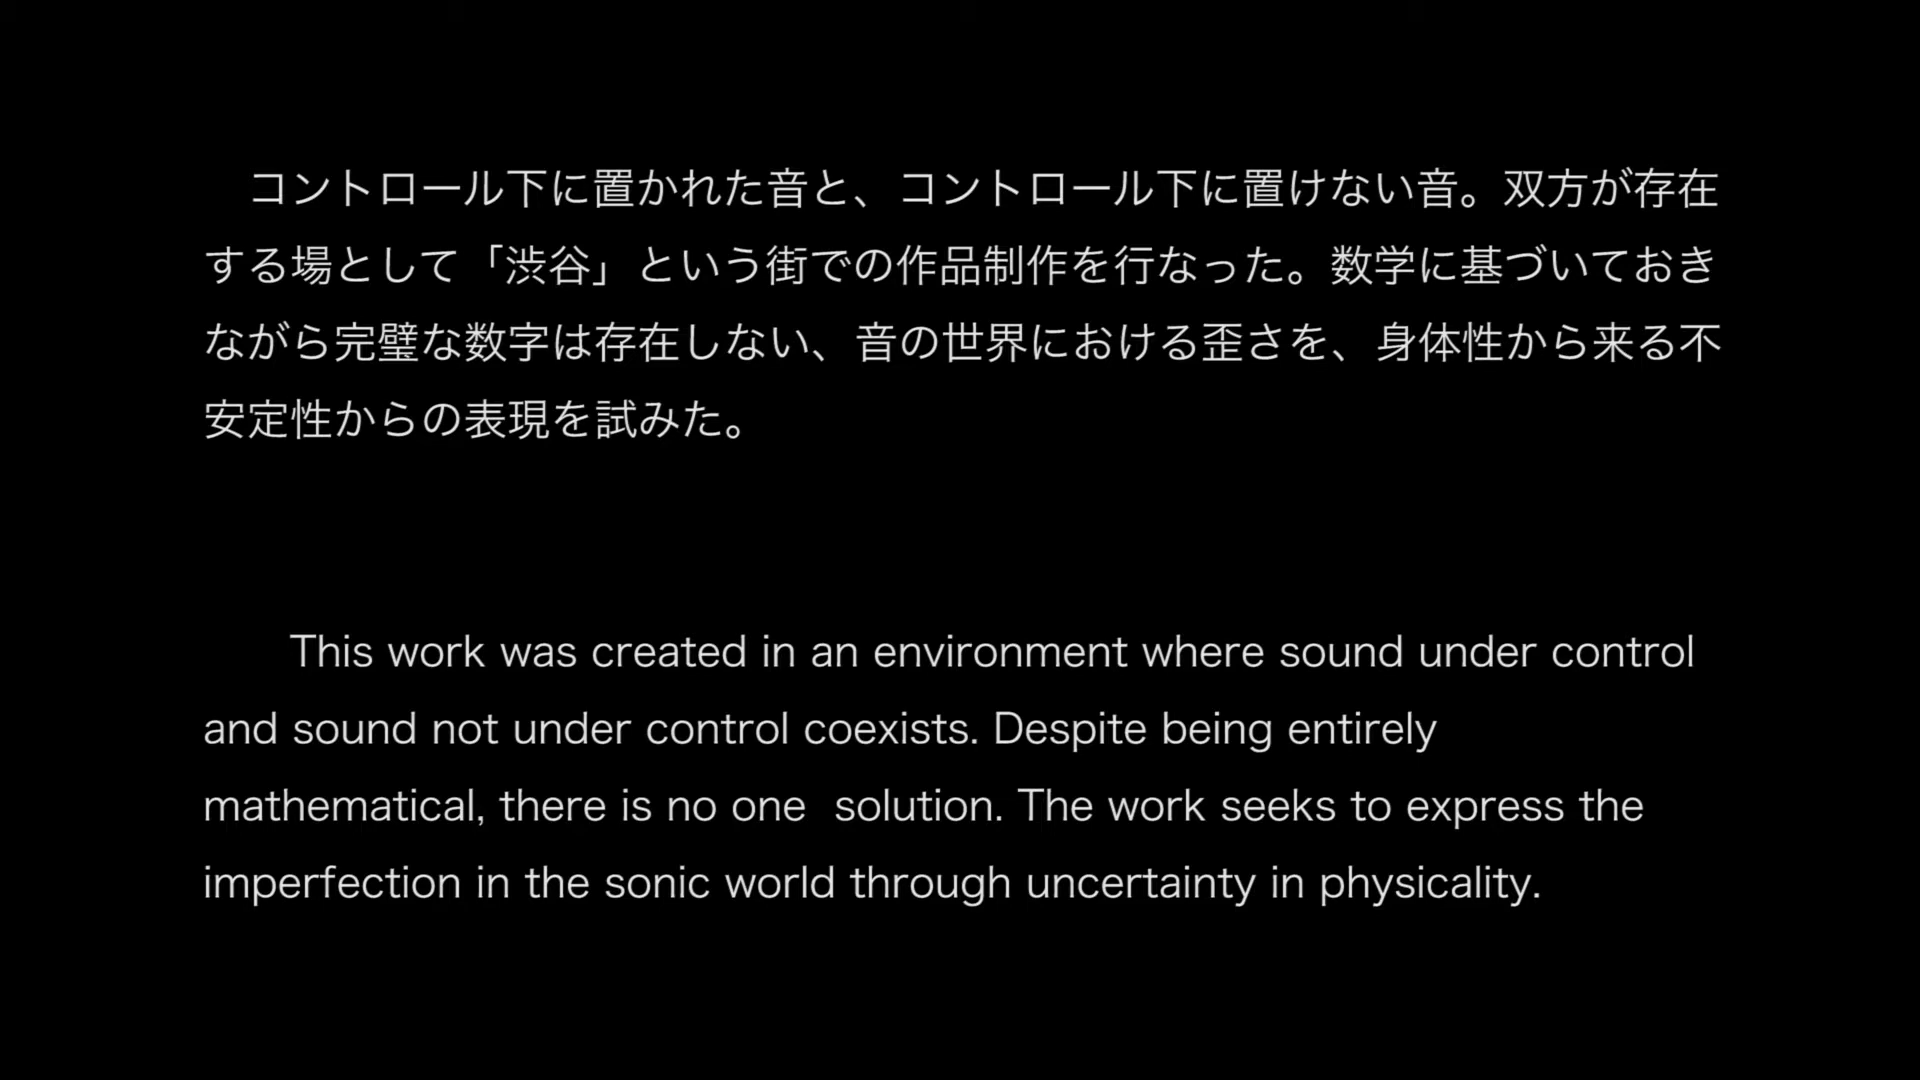 コントロール下に置かれた音と、コントロール下に置けない音。双方が存在
する場として「渋谷」という街での作品制作を行なった。数学に基づいておき
ながら完璧な数字は存在しない、音の世界における歪さを、身体性から来る不
安定性からの表現を試みた。
This work was created in an environment where sound under control
and sound not under control coexists. Despite being entirely
mathematical, there is no one  solution. The work seeks to express the
imperfection in the sonic world through uncertainty in physicality.